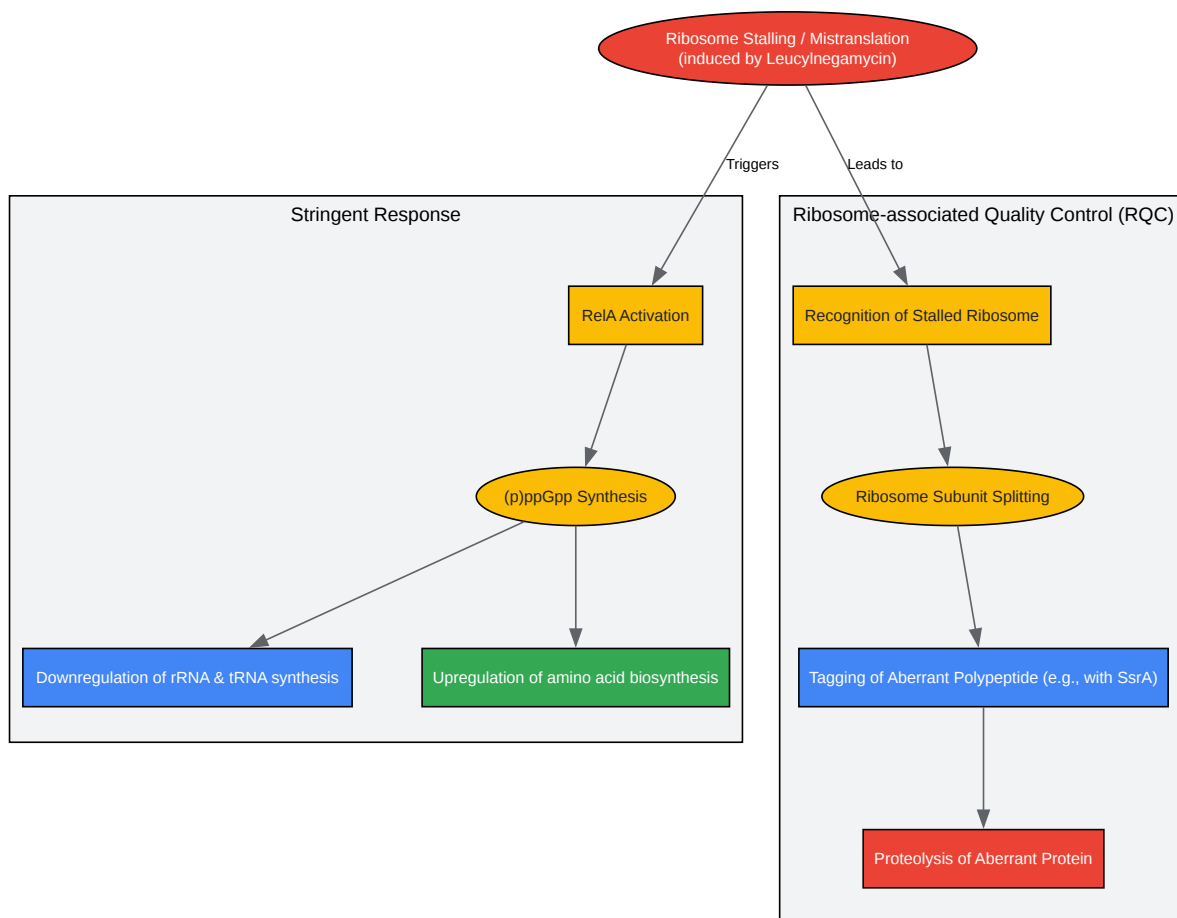 Ribosome Stalling / Mistranslation
(induced by Leucylnegamycin)
Triggers
Leads to
Stringent Response
Ribosome-associated Quality Control (RQC)
RelA Activation
Recognition of Stalled Ribosome
(p)ppGpp Synthesis
Ribosome Subunit Splitting
Downregulation of rRNA & tRNA synthesis
Upregulation of amino acid biosynthesis
Tagging of Aberrant Polypeptide (e.g., with SsrA)
Proteolysis of Aberrant Protein